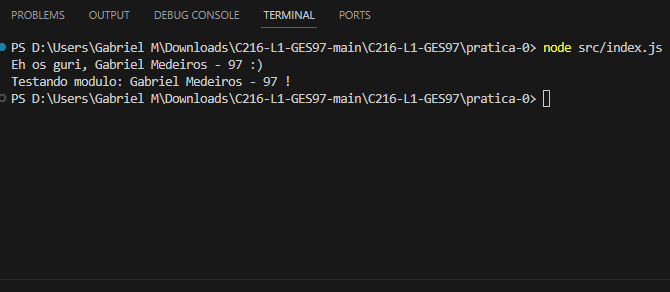 PROBLEMS OUTPUT DEBUG CONSOLE TERMINAL PORTS
PS D:\Users\Gabriel M\Downloads\C216-L1-GES97-main\C216-L1-GES97\pratica-0> node src/index.js
Eh os guri, Gabriel Medeiros - 97 :)
Testando modulo: Gabriel Medeiros - 97 !
PS D:\Users\Gabriel M\Downloads\C216-L1-GES97-main\C216-L1-GES97\pratica-0>